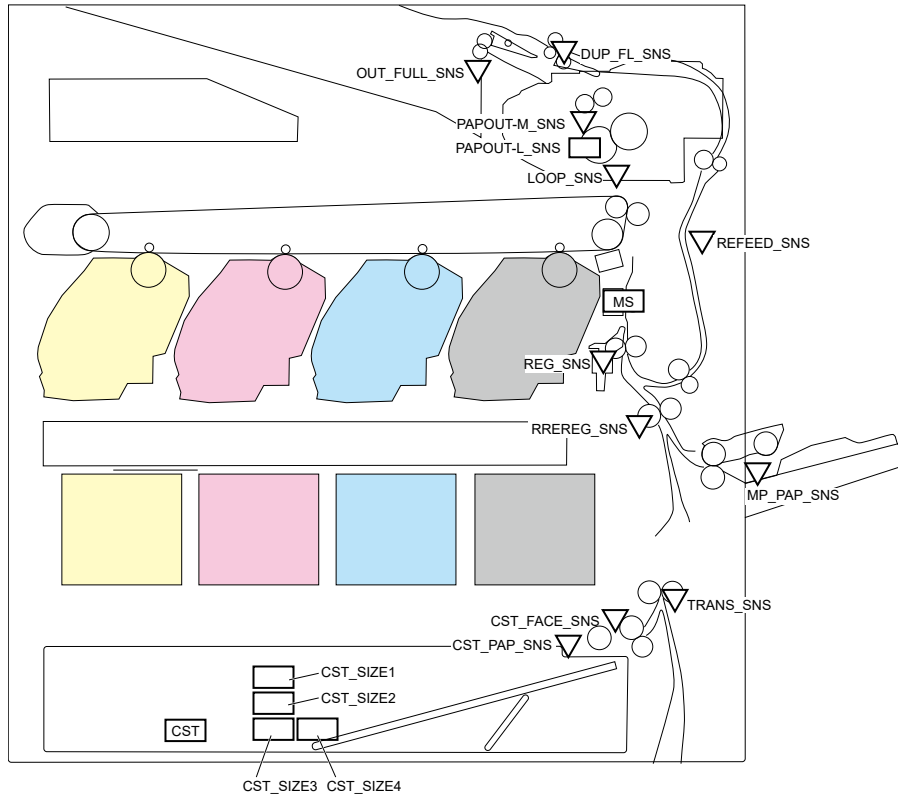 DUP_FL_SNS
OUT_FULL_SNS
PAPOUT-M_SNS
PAPOUT-L_SNS
LOOP_SNS
REFEED_SNS
MS
REG_SNS
RREREG_SNS
MP_PAP_SNS
TRANS_SNS
CST_FACE_SNS
CST_PAP_SNS
CST_SIZE1
CST_SIZE2
CST
CST_SIZE3 CST_SIZE4